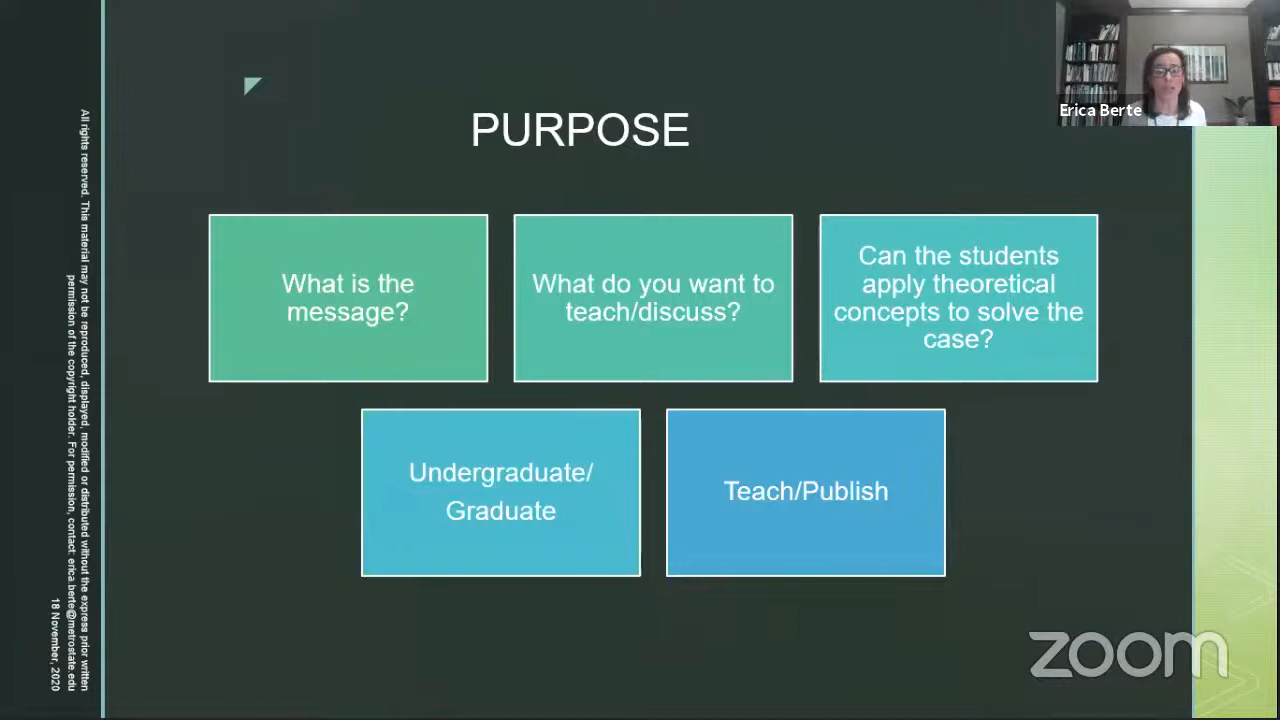 PURPOSE
What is the
message?
What do you want to
teach/discuss?
Can the students
apply theoretical
concepts to solve the
case?
Undergraduate/
Graduate
Teach/Publish
Erica Berte
zoom
All rights reserved. This material may not be reproduced, displayed, modified or distributed without the express prior written
permission of the copyright holder. For permission, contact: erica.berte@metrostate.edu
18 November, 2020